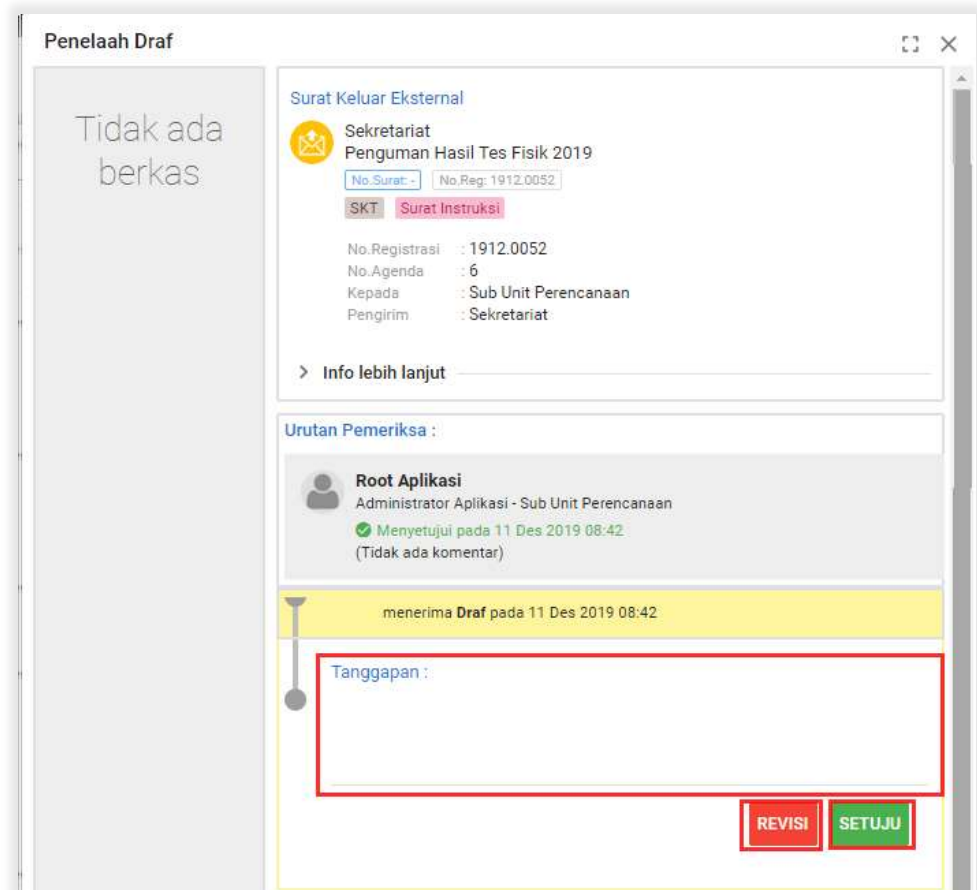 Penelaah Draf
Tidak ada
berkas
Surat Keluar Eksternal
Sekretariat
Penguman Hasil Tes Fisik 2019
No.Surat: - No.Reg: 1912.0052
SKT Surat Instruksi
No.Registrasi : 1912.0052
No.Agenda : 6
Kepada : Sub Unit Perencanaan
Pengirim : Sekretariat
Info lebih lanjut
Urutan Pemeriksa :
Root Aplikasi
Administrator Aplikasi - Sub Unit Perencanaan
Menyetujui pada 11 Des 2019 08:42
(Tidak ada komentar)
menerima Draf pada 11 Des 2019 08:42
Tanggapan :
REVISI SETUJU